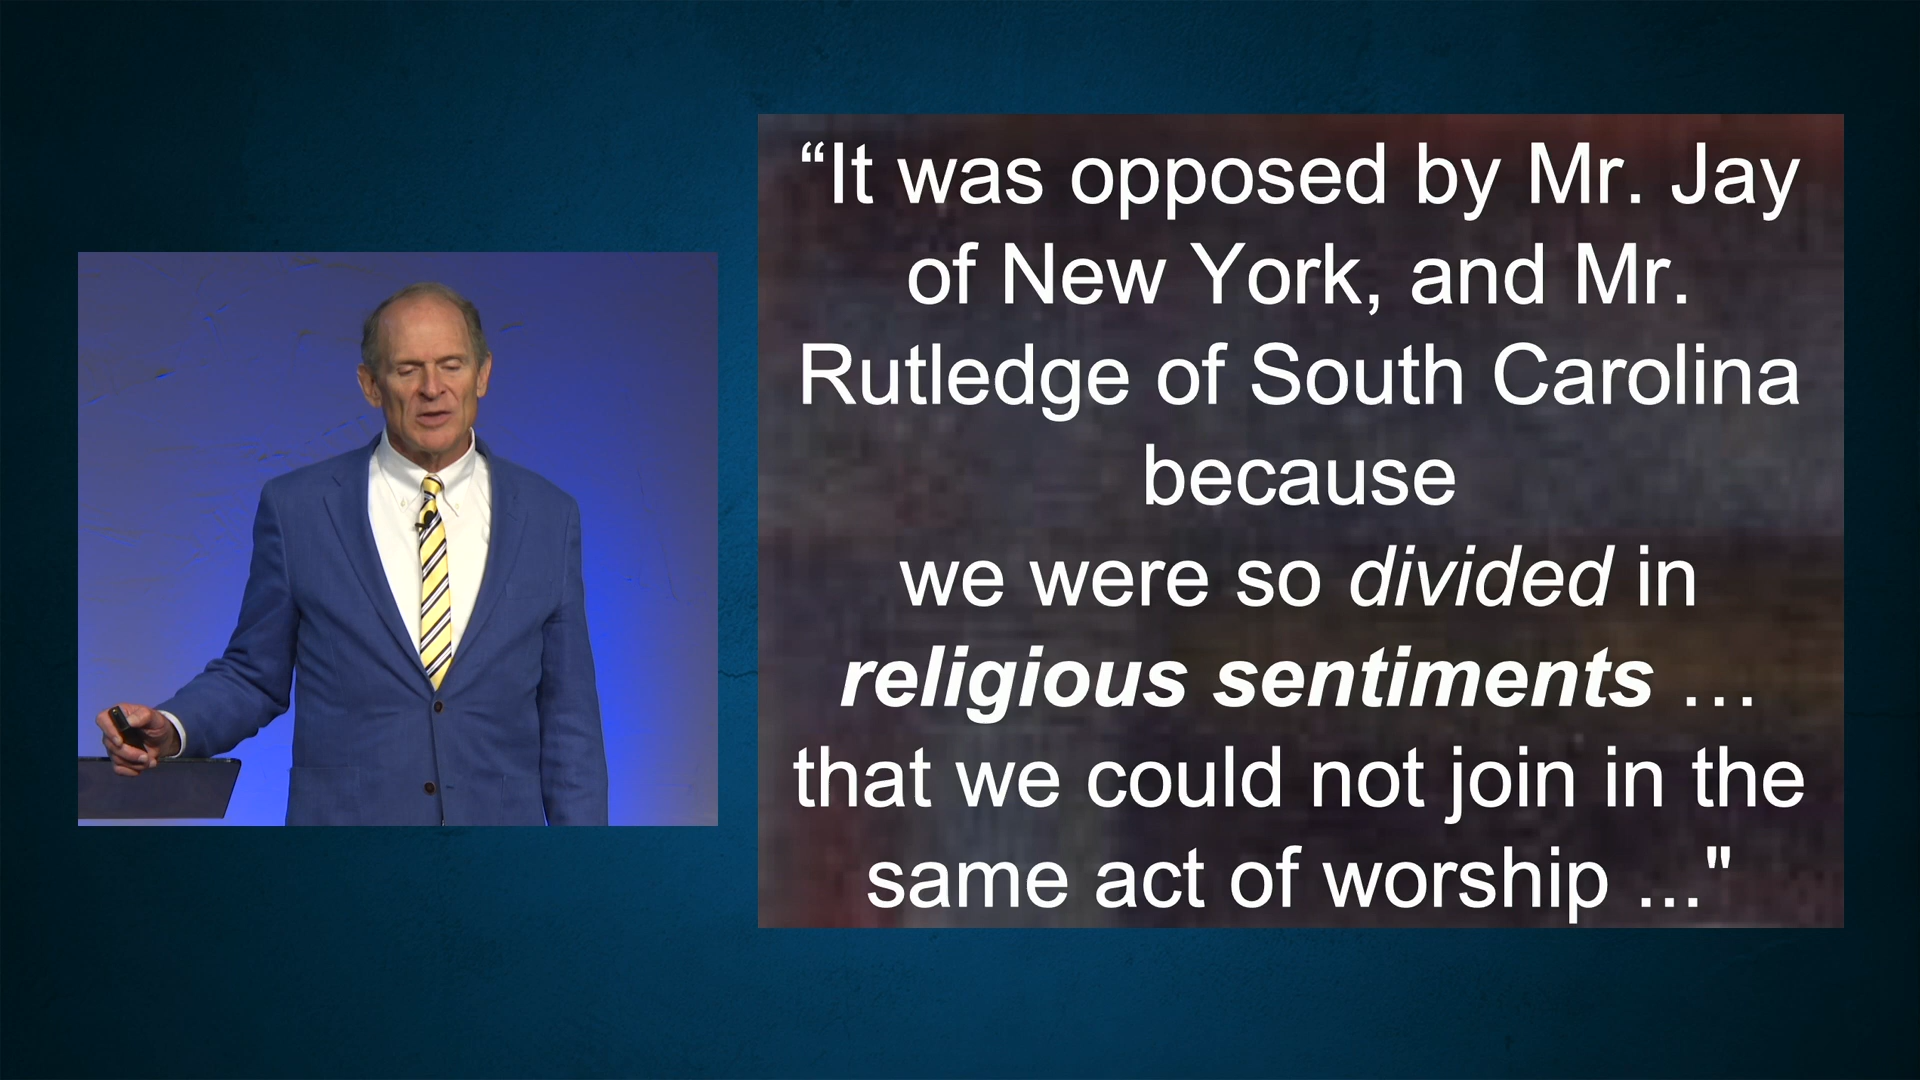 “It was opposed by Mr. Jay
of New York, and Mr.
Rutledge of South Carolina
because
we were so divided in
religious sentiments …
that we could not join in the
same act of worship ..."